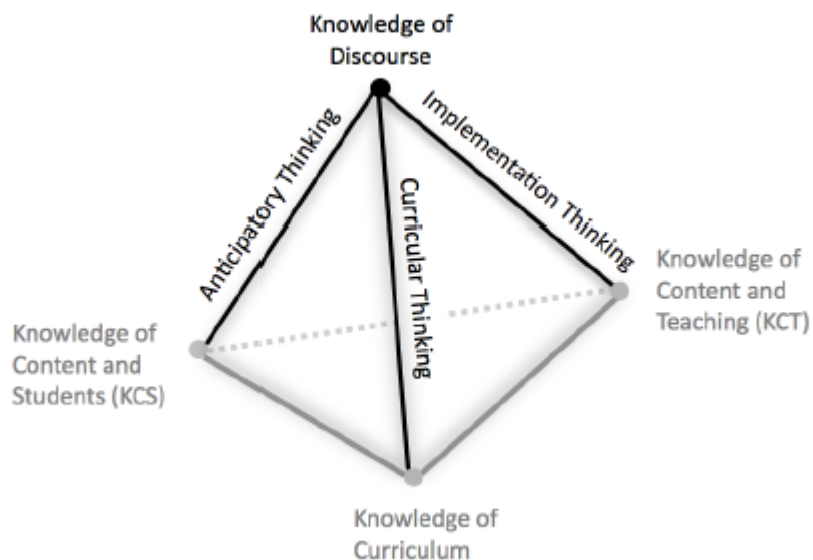 Knowledge of
Discourse
Anticipatory Thinking
Curricular Thinking
Implementation Thinking
Knowledge of
Content and
Teaching (KCT)
Knowledge of
Content and
Students (KCS)
Knowledge of
Curriculum